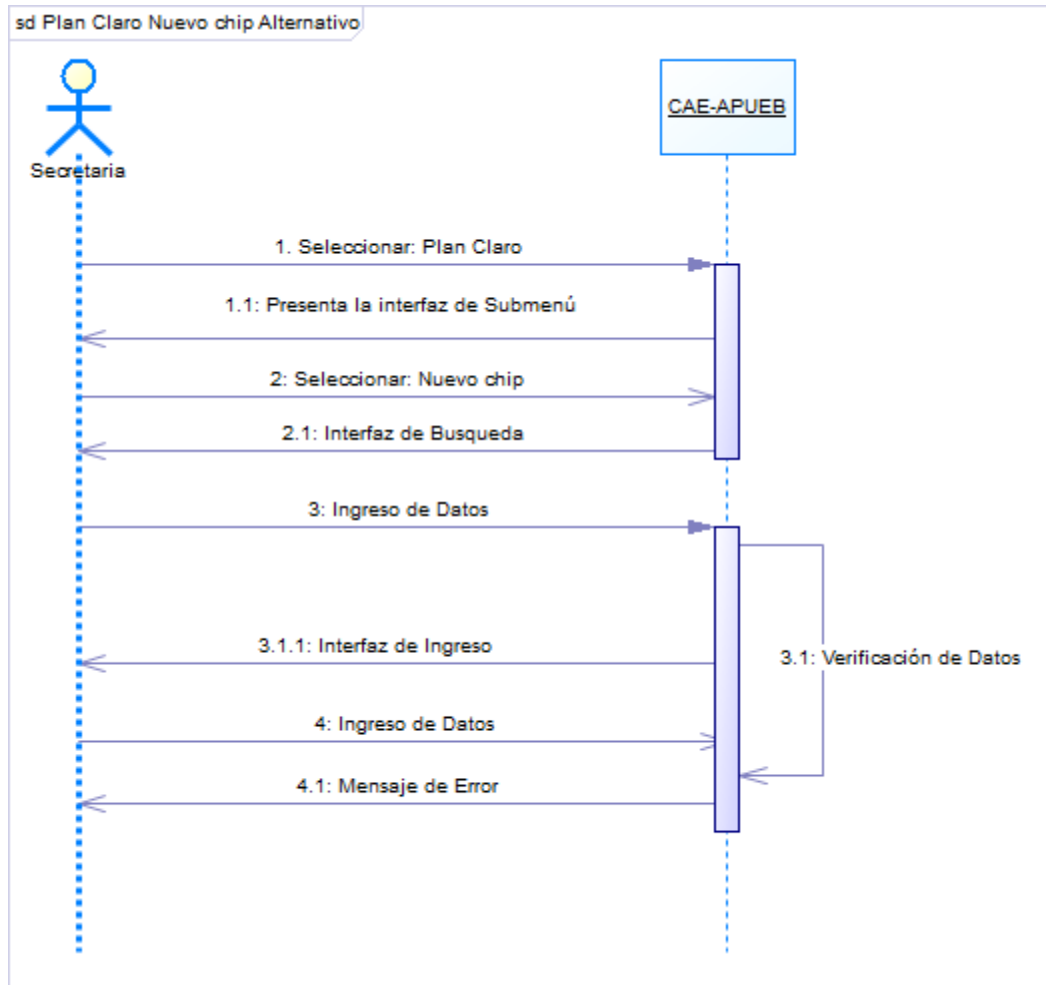 sd Plan Claro Nuevo chip Alternativo
Secretaria
CAE-APUEB
1. Seleccionar: Plan Claro
1.1: Presenta la interfaz de Submenú
2: Seleccionar: Nuevo chip
2.1: Interfaz de Busqueda
3: Ingreso de Datos
3.1.1: Interfaz de Ingreso
3.1: Verificación de Datos
4: Ingreso de Datos
4.1: Mensaje de Error